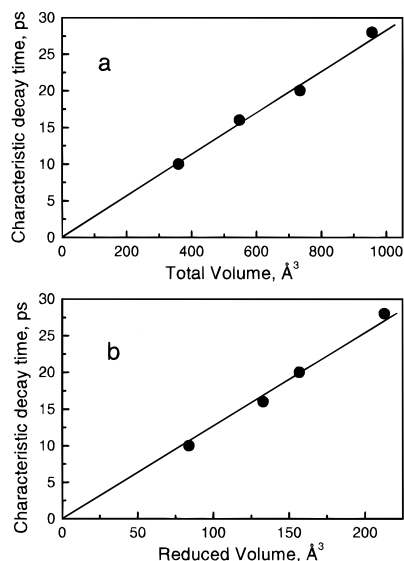 30
25
20
15
10
5
0
a
Characteristic decay time, ps
0 200 400 600 800 1000
Total Volume, Å³
30
25
20
15
10
5
0
b
Characteristic decay time, ps
0 50 100 150 200
Reduced Volume, Å³